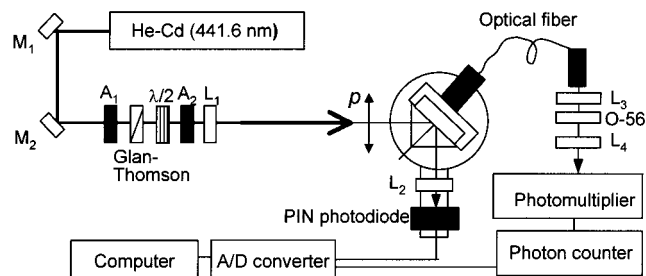 Optical fiber
M1
He-Cd (441.6 nm)
A1
λ/2
A2
L1
p
L3
O-56
L4
M2
Glan-
Thomson
L2
PIN photodiode
Photomultiplier
Computer
A/D converter
Photon counter